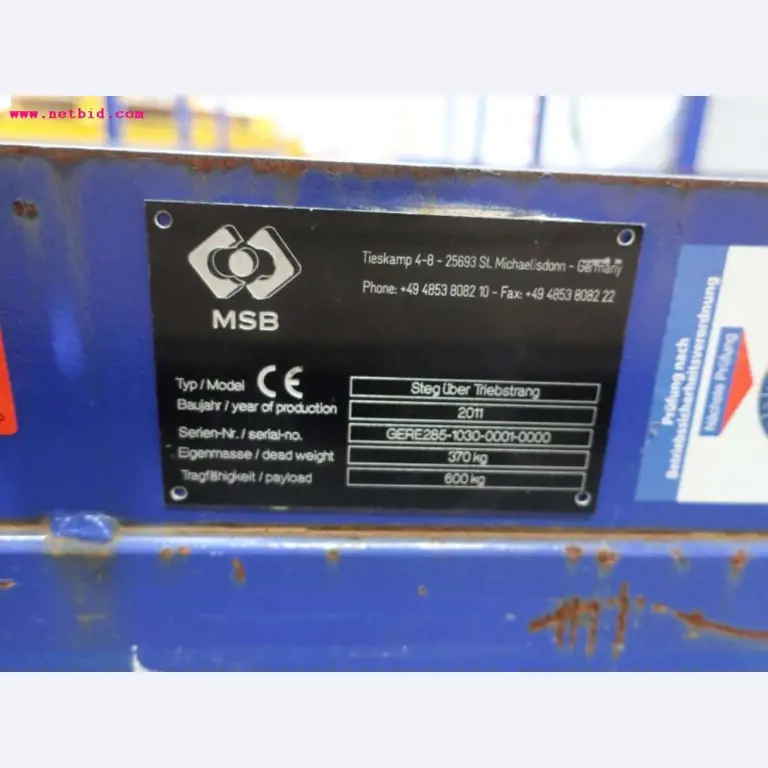 www.netbid.com
MSB
Tieskamp 4-8 - 25693 St. Michaelisdonn - Germany
Phone: +49 4853 8082 10 - Fax: +49 4853 8082 22
Typ / Model CE Steg über Triebstrang
Baujahr / year of production 2011
Serien-Nr. / serial-no. GERE285-1030-0001-0000
Eigenmasse / dead weight 370 kg
Tragfähigkeit / payload 600 kg
Prüfung nach
Betriebssicherheitsverordnung
Nächste Prüfung